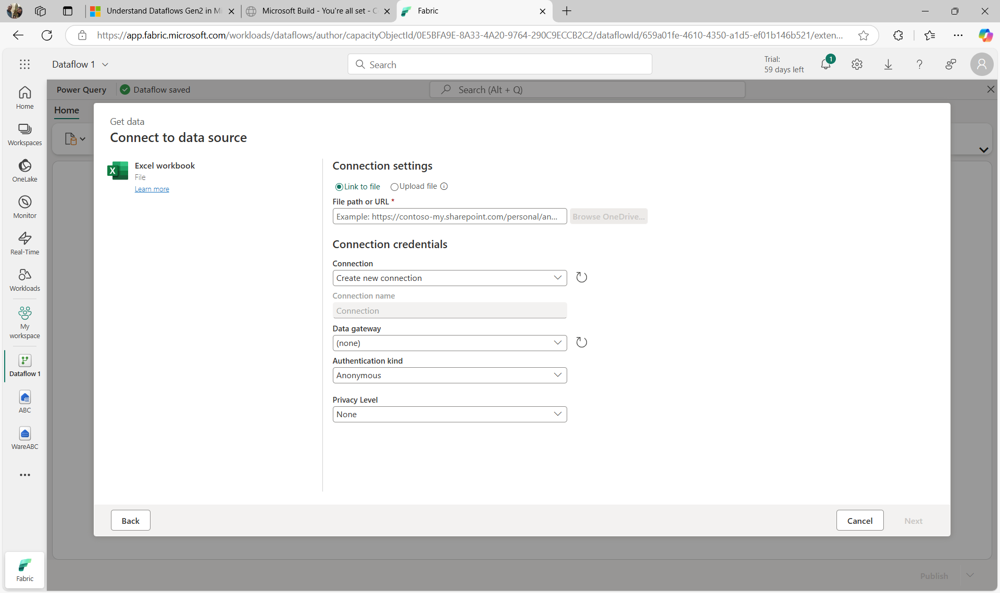 Understand Dataflows Gen2 in Mi
Microsoft Build - You're all set - C
Fabric
https://app.fabric.microsoft.com/workloads/dataflows/author/capacityObjectId/0E5BFA9E-8A33-4A20-9764-290C9ECCB2C2/dataflowId/659a01fe-4610-4350-a1d5-ef01b146b521/exten...
Dataflow 1
Search
Trial:
59 days left
1
Power Query
Dataflow saved
Search (Alt + Q)
Home
Home
Workspaces
OneLake
Monitor
Real-Time
Workloads
My
workspace
Dataflow 1
ABC
WareABC
Fabric
Get data
Connect to data source
Excel workbook
File
Learn more
Connection settings
Link to file
Upload file
File path or URL *
Example: https://contoso-my.sharepoint.com/personal/an...
Browse OneDrive...
Connection credentials
Connection
Create new connection
Connection name
Connection
Data gateway
(none)
Authentication kind
Anonymous
Privacy Level
None
Back
Cancel
Next
Publish